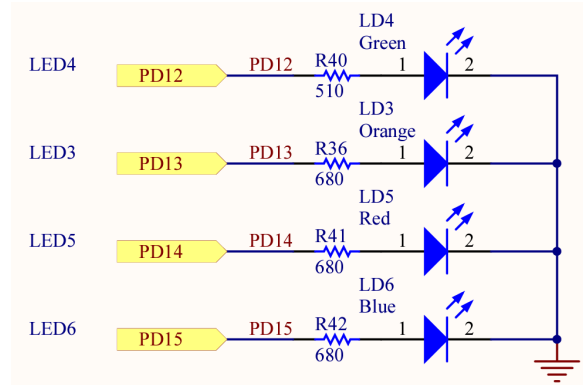 LD4
Green
LED4 PD12 PD12 R40 1 2
510
LD3
Orange
LED3 PD13 PD13 R36 1 2
680
LD5
Red
LED5 PD14 PD14 R41 1 2
680
LD6
Blue
LED6 PD15 PD15 R42 1 2
680